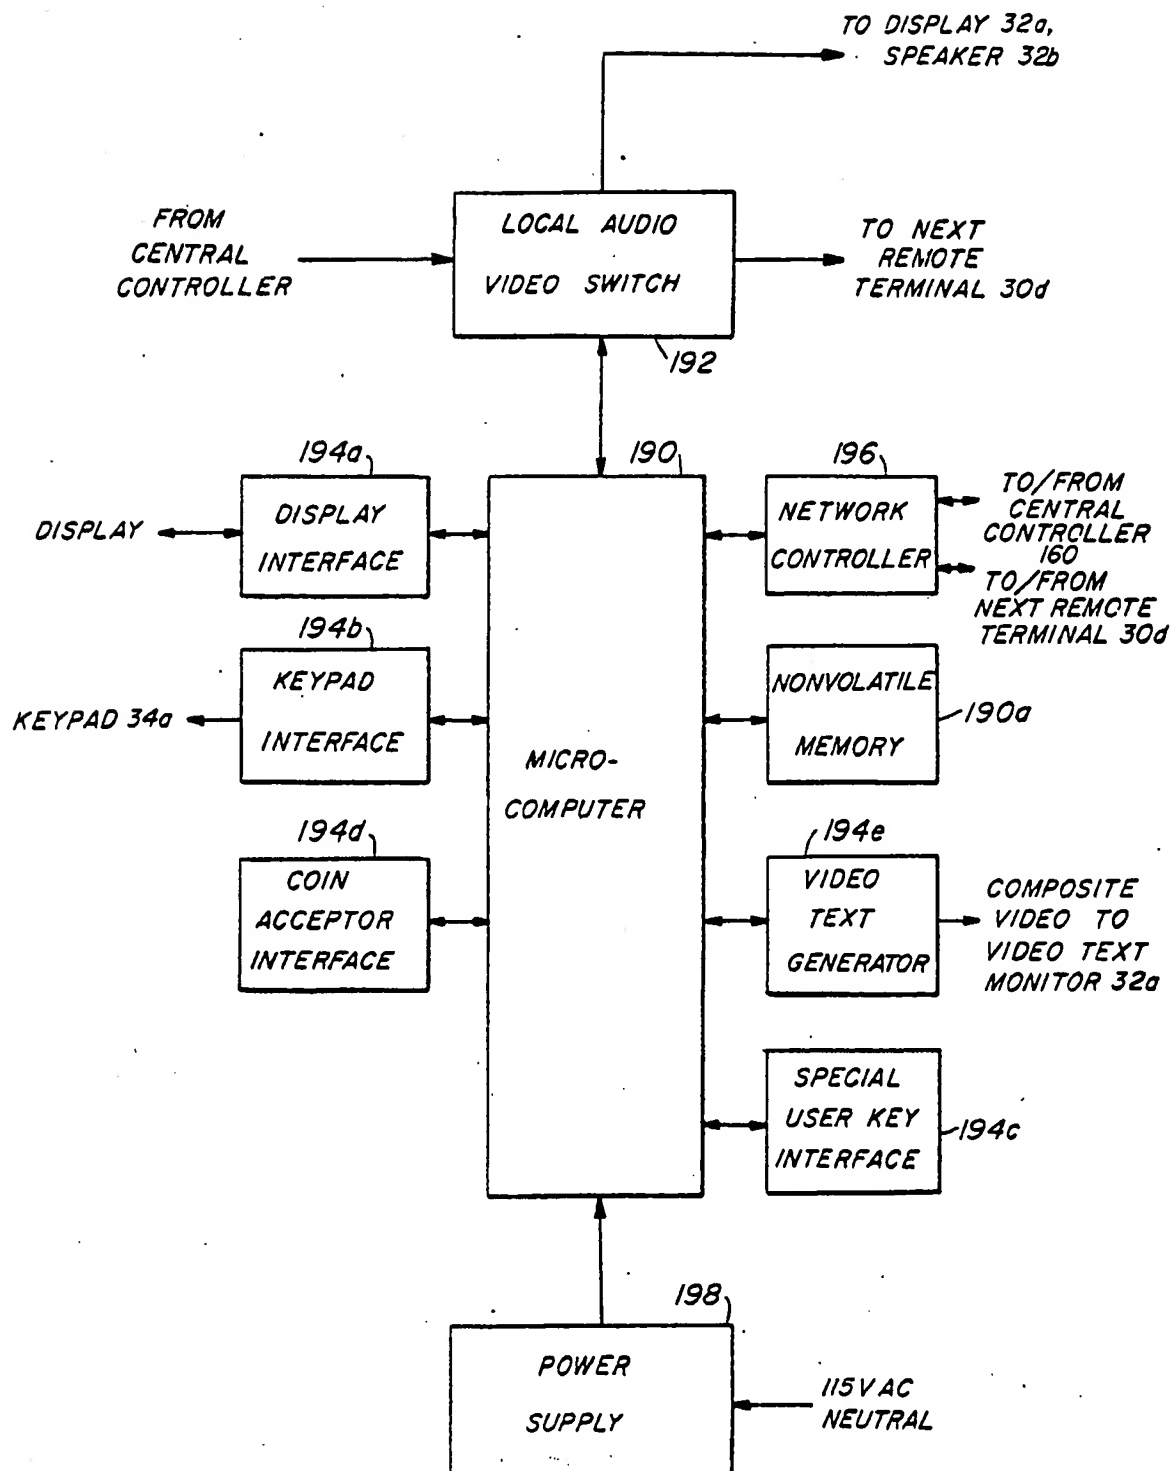 TO DISPLAY 32a,
SPEAKER 32b
FROM
CENTRAL
CONTROLLER
LOCAL AUDIO
VIDEO SWITCH
TO NEXT
REMOTE
TERMINAL 30d
192
194a
DISPLAY
DISPLAY
INTERFACE
190
196
NETWORK
CONTROLLER
TO/FROM
CENTRAL
CONTROLLER
160
TO/FROM
NEXT REMOTE
TERMINAL 30d
194b
KEYPAD 34a
KEYPAD
INTERFACE
MICRO-
COMPUTER
NONVOLATILE
MEMORY
190a
194d
COIN
ACCEPTOR
INTERFACE
194e
VIDEO
TEXT
GENERATOR
COMPOSITE
VIDEO TO
VIDEO TEXT
MONITOR 32a
SPECIAL
USER KEY
INTERFACE
194c
198
POWER
SUPPLY
115VAC
NEUTRAL